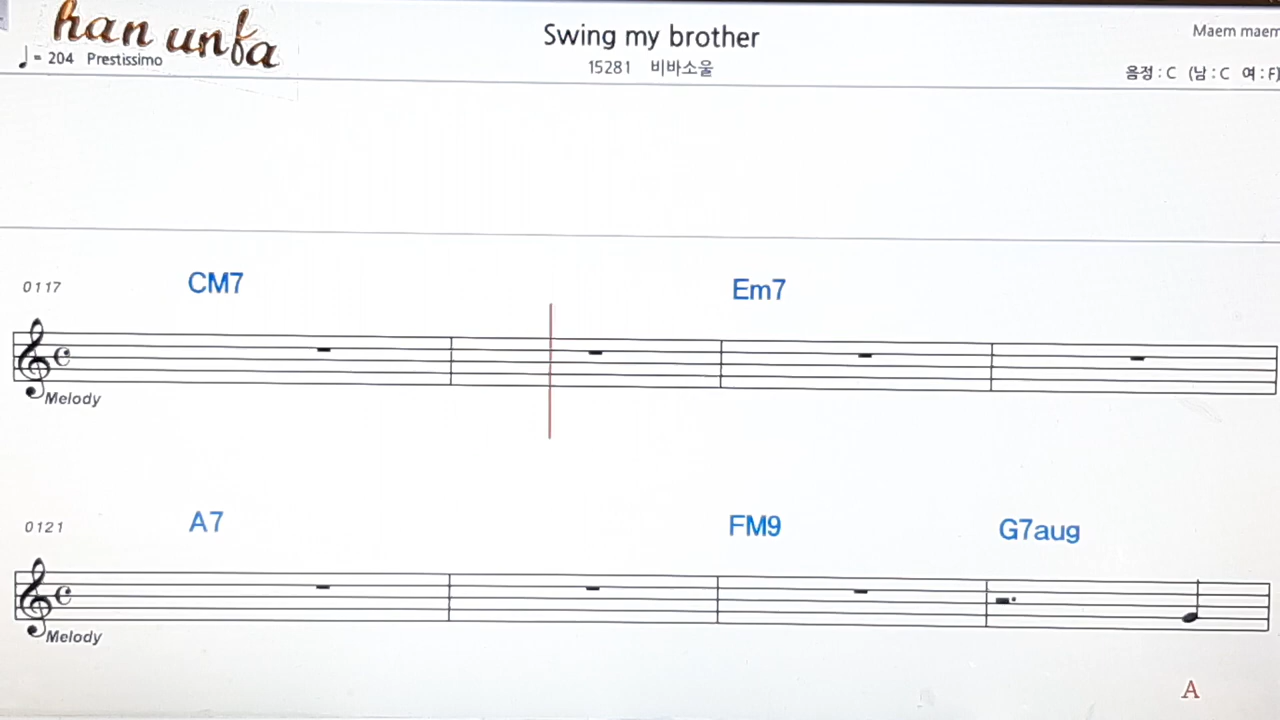 han unfa
Swing my brother
Maem maem
♩= 204 Prestissimo
15281 비바소울
음정 : C (남 : C 여 : F)
0117
CM7 Em7
Melody
0121
A7 FM9 G7aug
Melody
A